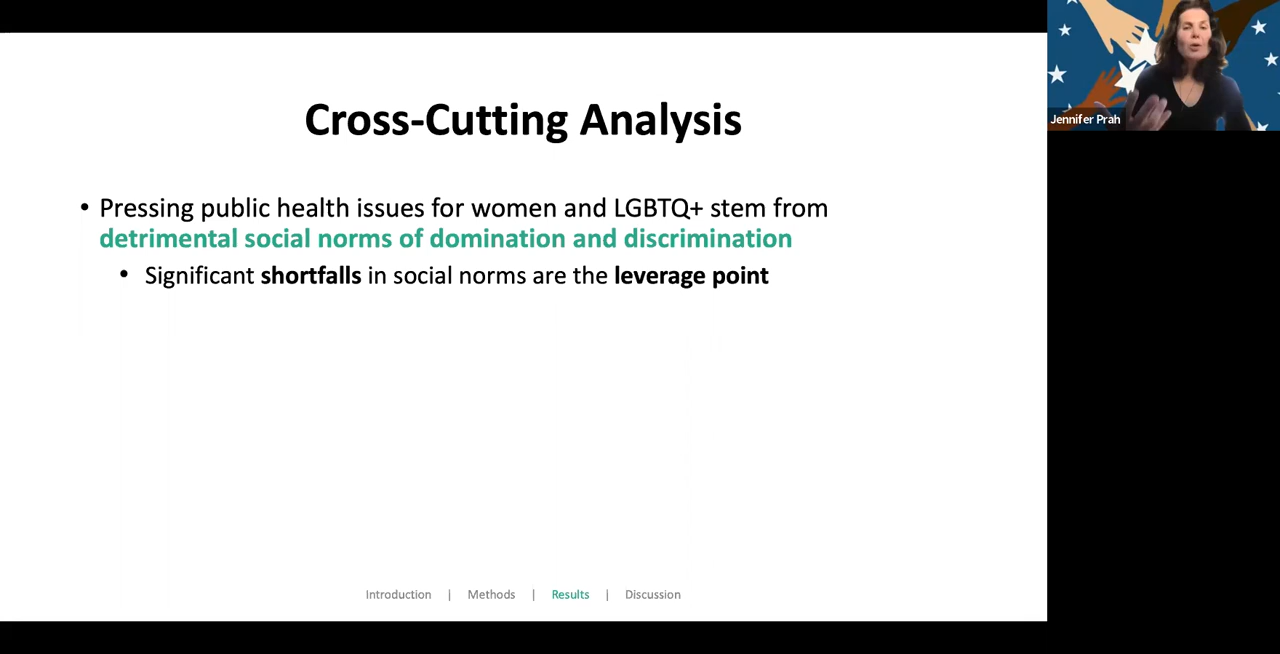 Cross-Cutting Analysis
• Pressing public health issues for women and LGBTQ+ stem from
detrimental social norms of domination and discrimination
• Significant shortfalls in social norms are the leverage point
Introduction | Methods | Results | Discussion
Jennifer Prah